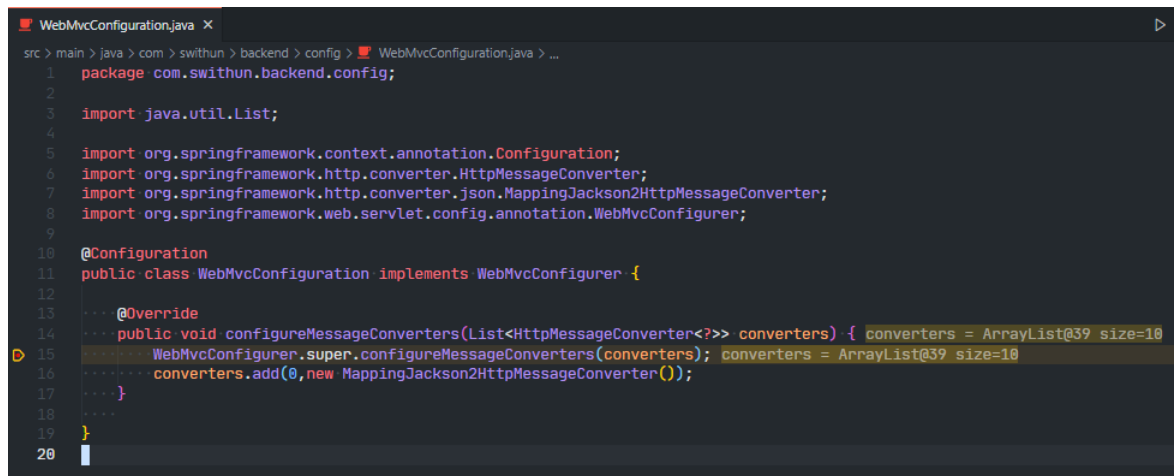 WebMvcConfiguration.java ×
src > main > java > com > swithun > backend > config > WebMvcConfiguration.java > ...
1 package com.swithun.backend.config;
2
3 import java.util.List;
4
5 import org.springframework.context.annotation.Configuration;
6 import org.springframework.http.converter.HttpMessageConverter;
7 import org.springframework.http.converter.json.MappingJackson2HttpMessageConverter;
8 import org.springframework.web.servlet.config.annotation.WebMvcConfigurer;
9
10 @Configuration
11 public class WebMvcConfiguration implements WebMvcConfigurer {
12
13 @Override
14 public void configureMessageConverters(List<HttpMessageConverter<?>> converters) { converters = ArrayList@39 size=10
15 WebMvcConfigurer.super.configureMessageConverters(converters); converters = ArrayList@39 size=10
16 converters.add(0,new MappingJackson2HttpMessageConverter());
17 }
18
19 }
20